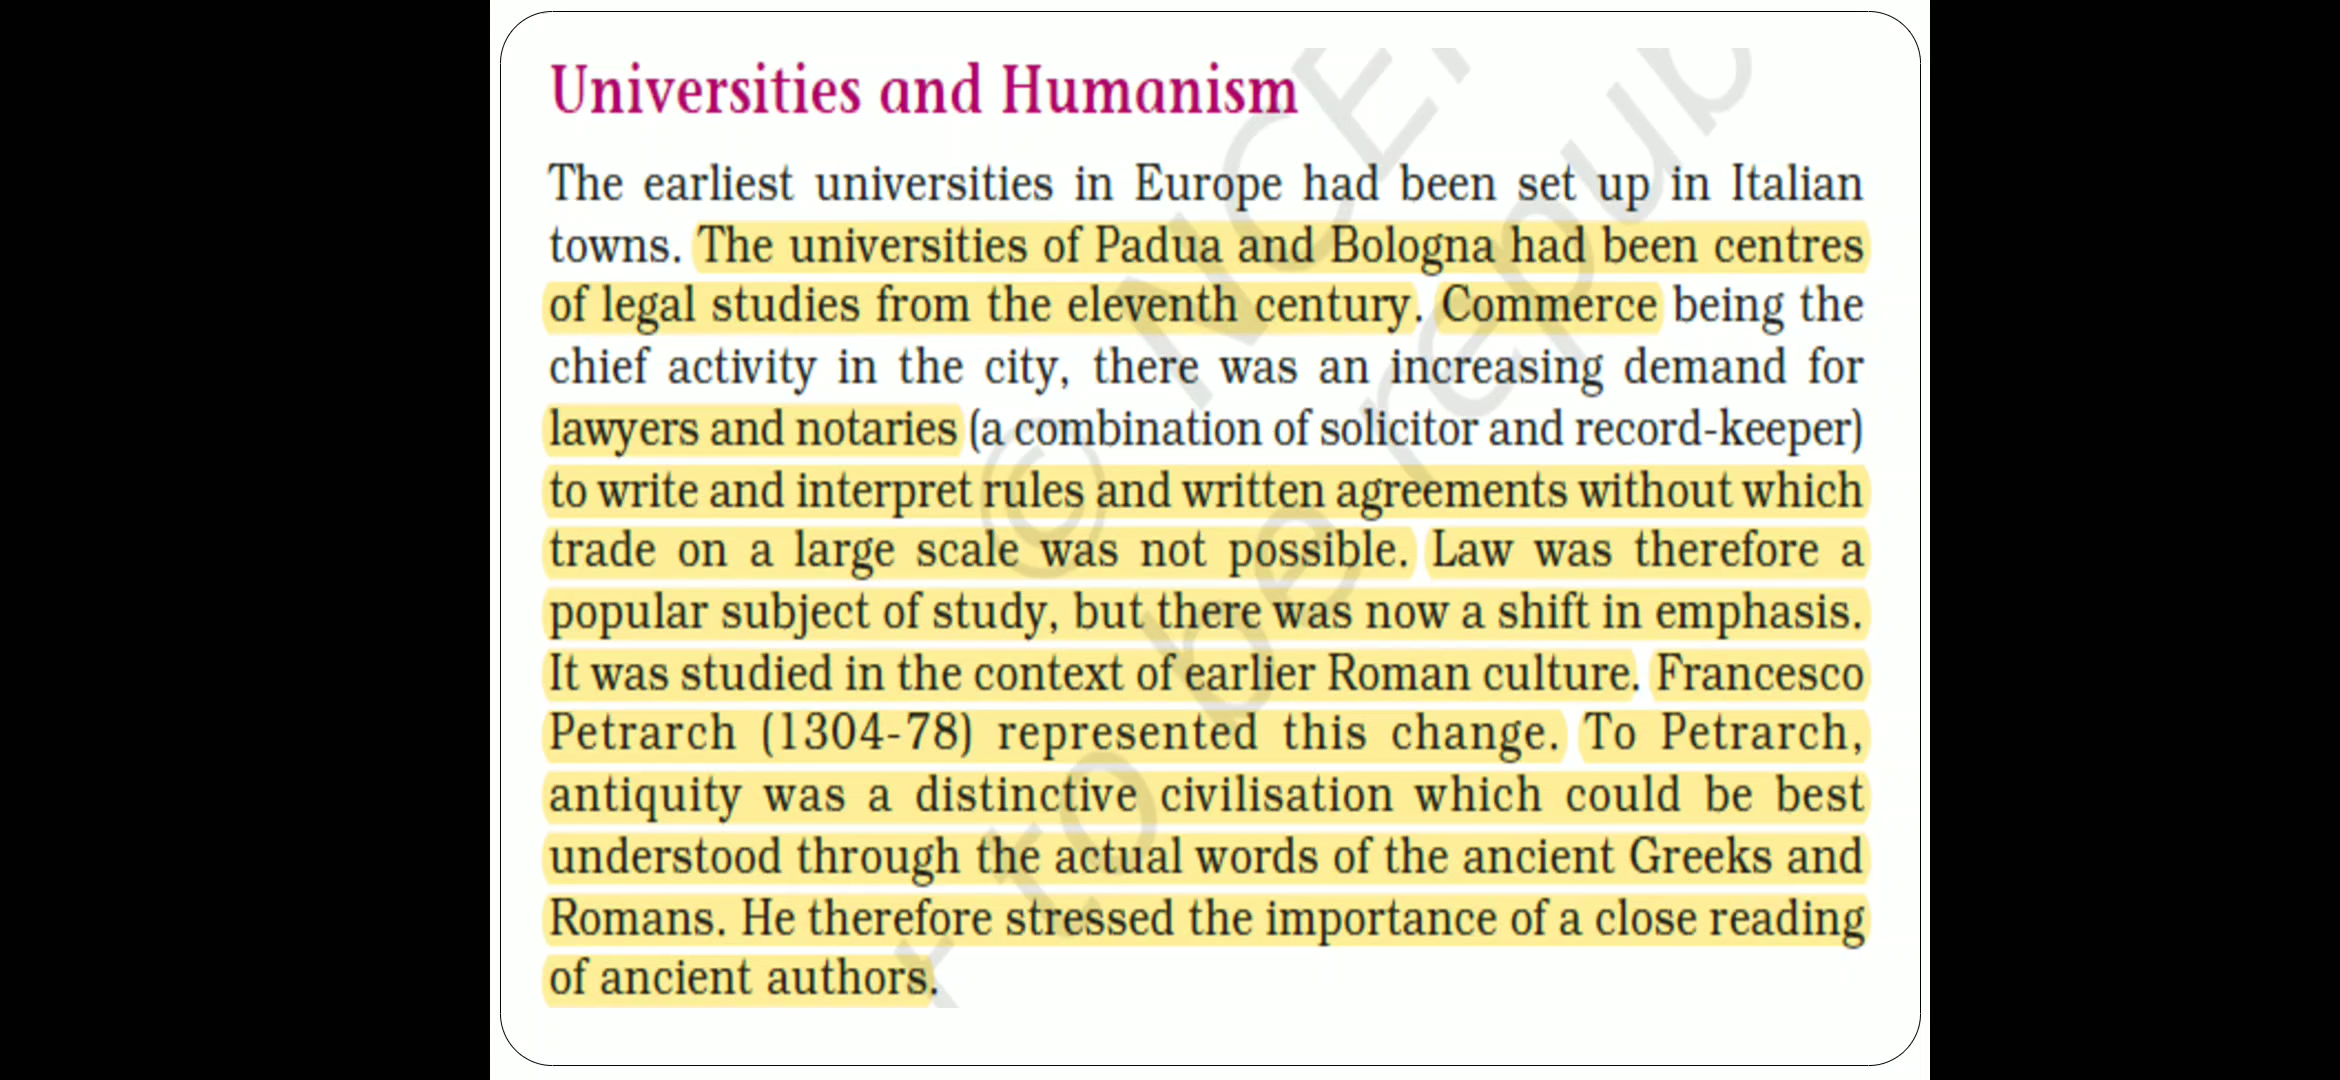 Universities and Humanism
The earliest universities in Europe had been set up in Italian
towns. The universities of Padua and Bologna had been centres
of legal studies from the eleventh century. Commerce being the
chief activity in the city, there was an increasing demand for
lawyers and notaries (a combination of solicitor and record-keeper)
to write and interpret rules and written agreements without which
trade on a large scale was not possible. Law was therefore a
popular subject of study, but there was now a shift in emphasis.
It was studied in the context of earlier Roman culture. Francesco
Petrarch (1304-78) represented this change. To Petrarch,
antiquity was a distinctive civilisation which could be best
understood through the actual words of the ancient Greeks and
Romans. He therefore stressed the importance of a close reading
of ancient authors.